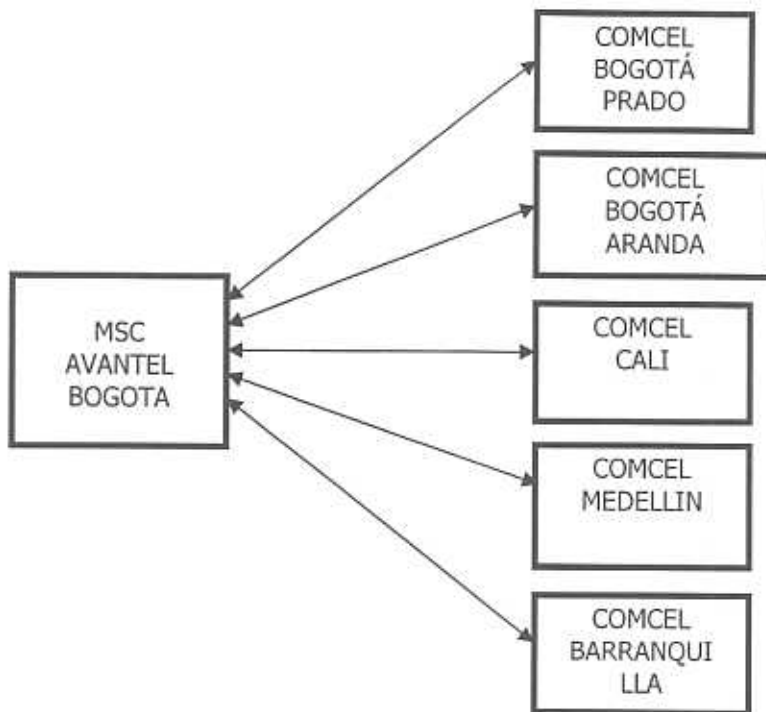 COMCEL
BOGOTÁ
PRADO
COMCEL
BOGOTÁ
ARANDA
MSC
AVANTEL
BOGOTA
COMCEL
CALI
COMCEL
MEDELLIN
COMCEL
BARRANQUI
LLA